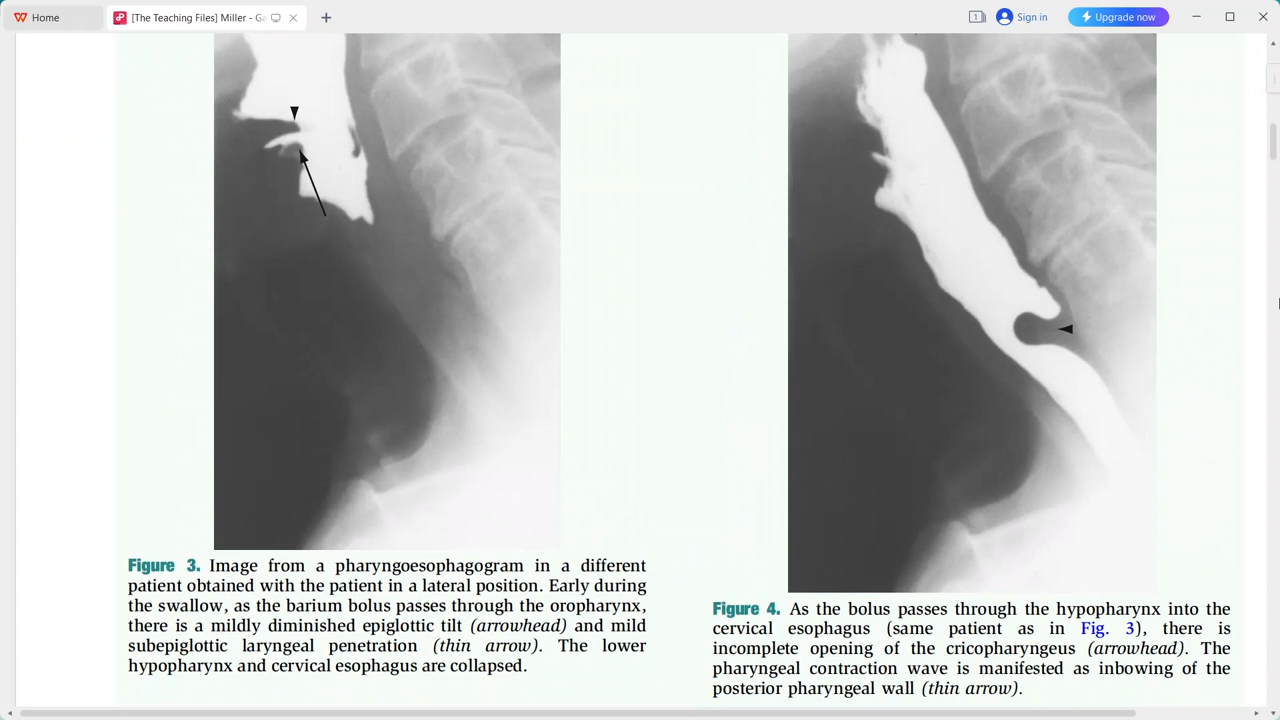 Home
[The Teaching Files] Miller - Ga
Sign in
Upgrade now
Figure 3. Image from a pharyngoesophagogram in a different
patient obtained with the patient in a lateral position. Early during
the swallow, as the barium bolus passes through the oropharynx,
there is a mildly diminished epiglottic tilt (arrowhead) and mild
subepiglottic laryngeal penetration (thin arrow). The lower
hypopharynx and cervical esophagus are collapsed.
Figure 4. As the bolus passes through the hypopharynx into the
cervical esophagus (same patient as in Fig. 3), there is
incomplete opening of the cricopharyngeus (arrowhead). The
pharyngeal contraction wave is manifested as inbowing of the
posterior pharyngeal wall (thin arrow).